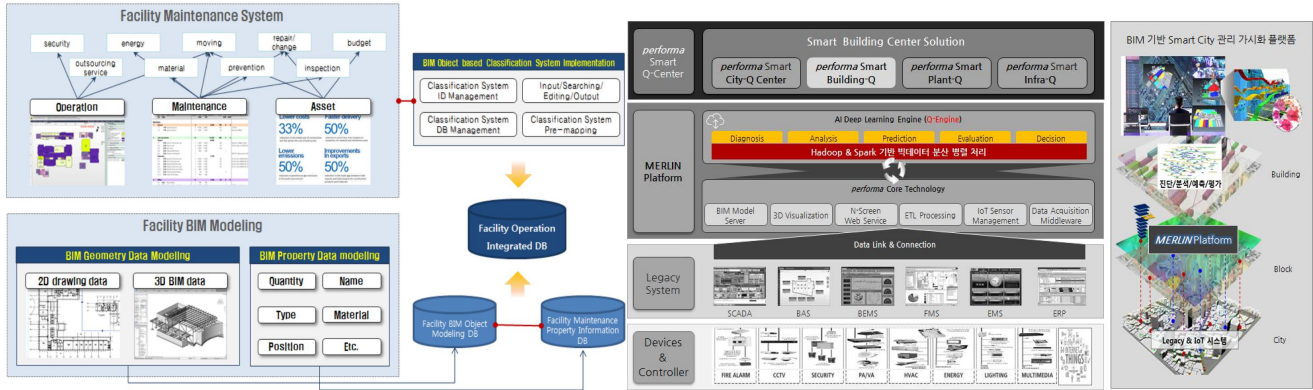 Facility Maintenance System
security
energy
moving
repair/
change
budget
outsourcing
service
material
prevention
inspection
Operation
Maintenance
Asset
Lower costs
33%
Faster delivery
50%
Lower
emissions
50%
Improvements
in exports
50%
BIM Object based Classification System Implementation
Classification System
ID Management
Input/Searching/
Editing/Output
Classification System
DB Management
Classification System
Pre-mapping
Facility Operation
Integrated DB
Facility BIM Modeling
BIM Geometry Data Modeling
2D drawing data
3D BIM data
BIM Property Data modeling
Quantity
Name
Type
Material
Position
Etc.
Facility BIM Object
Modeling DB
Facility Maintenance
Property Information
DB
performa
Smart
Q-Center
Smart Building Center Solution
performa Smart
City-Q Center
performa Smart
Building-Q
performa Smart
Plant-Q
performa Smart
Infra-Q
MERLIN
Platform
AI Deep Learning Engine (Q-Engine)
Diagnosis
Analysis
Prediction
Evaluation
Decision
Hadoop & Spark 기반 빅데이터 분산 병렬 처리
performa Core Technology
BIM Model
Server
3D Visualization
N-Screen
Web Service
ETL Processing
IoT Sensor
Management
Data Acquisition
Middleware
Data Link & Connection
Legacy
System
SCADA
BAS
BEMS
FMS
EMS
ERP
Devices
&
Controller
FIRE ALARM
CCTV
SECURITY
PA/VA
HVAC
ENERGY
LIGHTING
MULTIMEDIA
INTERNET
OF
THINGS
BIM 기반 Smart City 관리 가시화 플랫폼
진단/분석/예측/평가
Building
MERLIN Platform
Block
Legacy & IoT 시스템
City